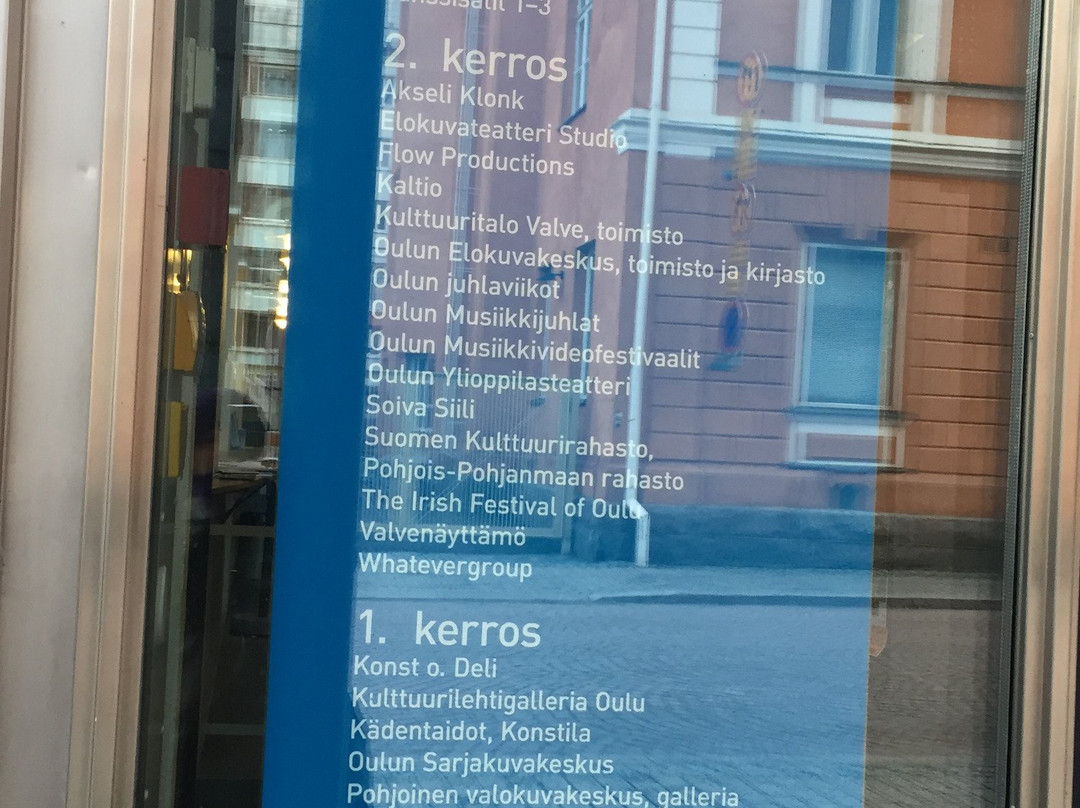 1–3
2. kerros
Akseli Klonk
Elokuvateatteri Studio
Flow Productions
Kaltio
Kulttuuritalo Valve, toimisto
Oulun Elokuvakeskus, toimisto ja kirjasto
Oulun juhlaviikot
Oulun Musiikkijuhlat
Oulun Musiikkivideofestivaalit
Oulun Ylioppilasteatteri
Soiva Siili
Suomen Kulttuurirahasto,
Pohjois-Pohjanmaan rahasto
The Irish Festival of Oulu
Valvenäyttämö
Whatevergroup
1. kerros
Konst o. Deli
Kulttuurilehtigalleria Oulu
Kädentaidot, Konstila
Oulun Sarjakuvakeskus
Pohjoinen valokuvakeskus, galleria